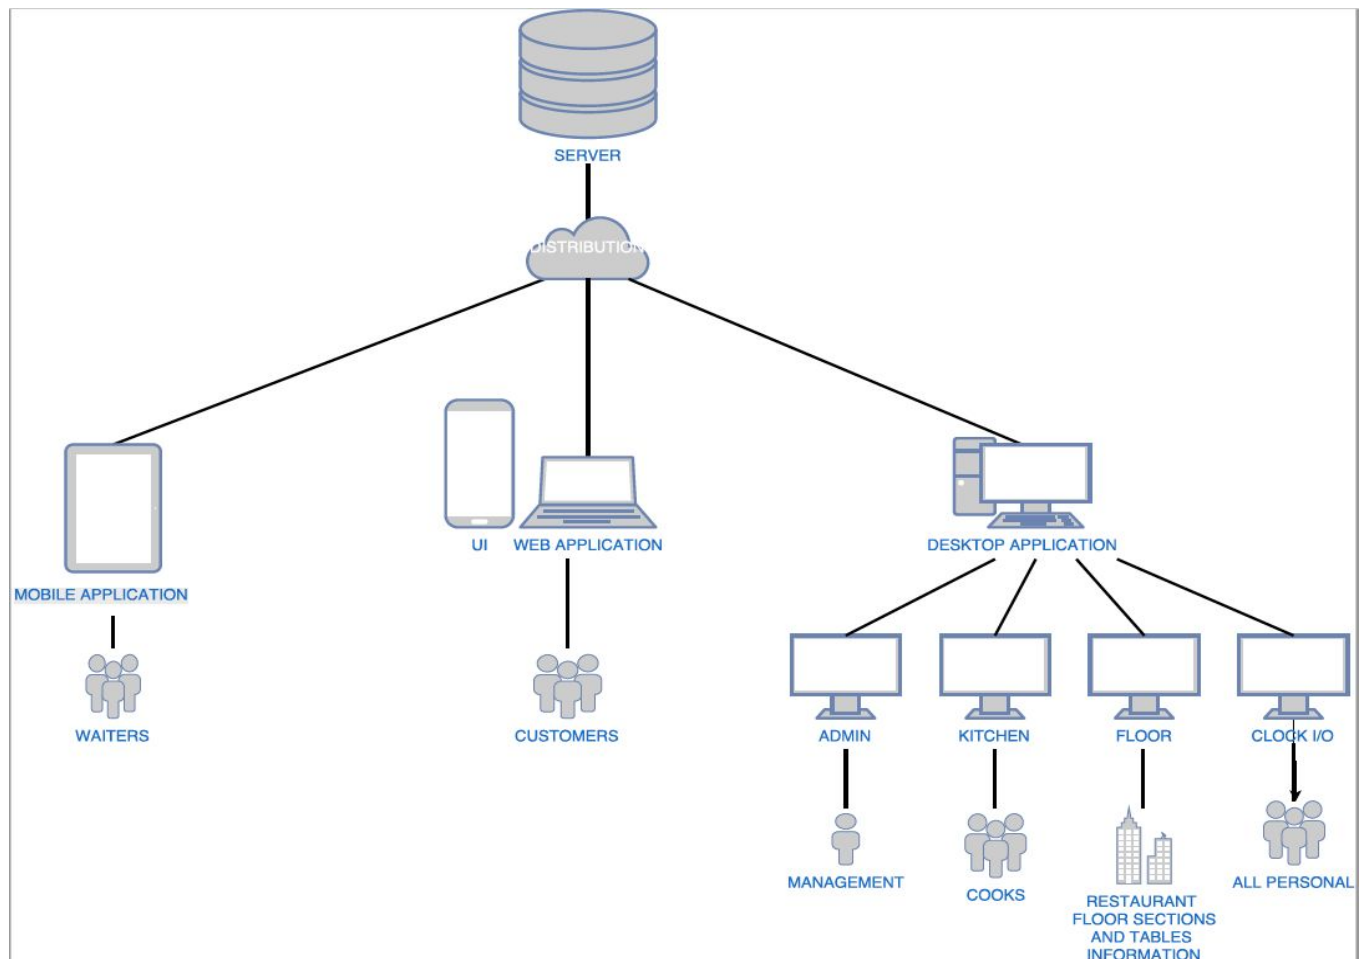 SERVER
DISTRIBUTION
UI
WEB APPLICATION
DESKTOP APPLICATION
MOBILE APPLICATION
WAITERS
CUSTOMERS
ADMIN
KITCHEN
FLOOR
CLOCK I/O
MANAGEMENT
COOKS
RESTAURANT
FLOOR SECTIONS
AND TABLES
INFORMATION
ALL PERSONAL